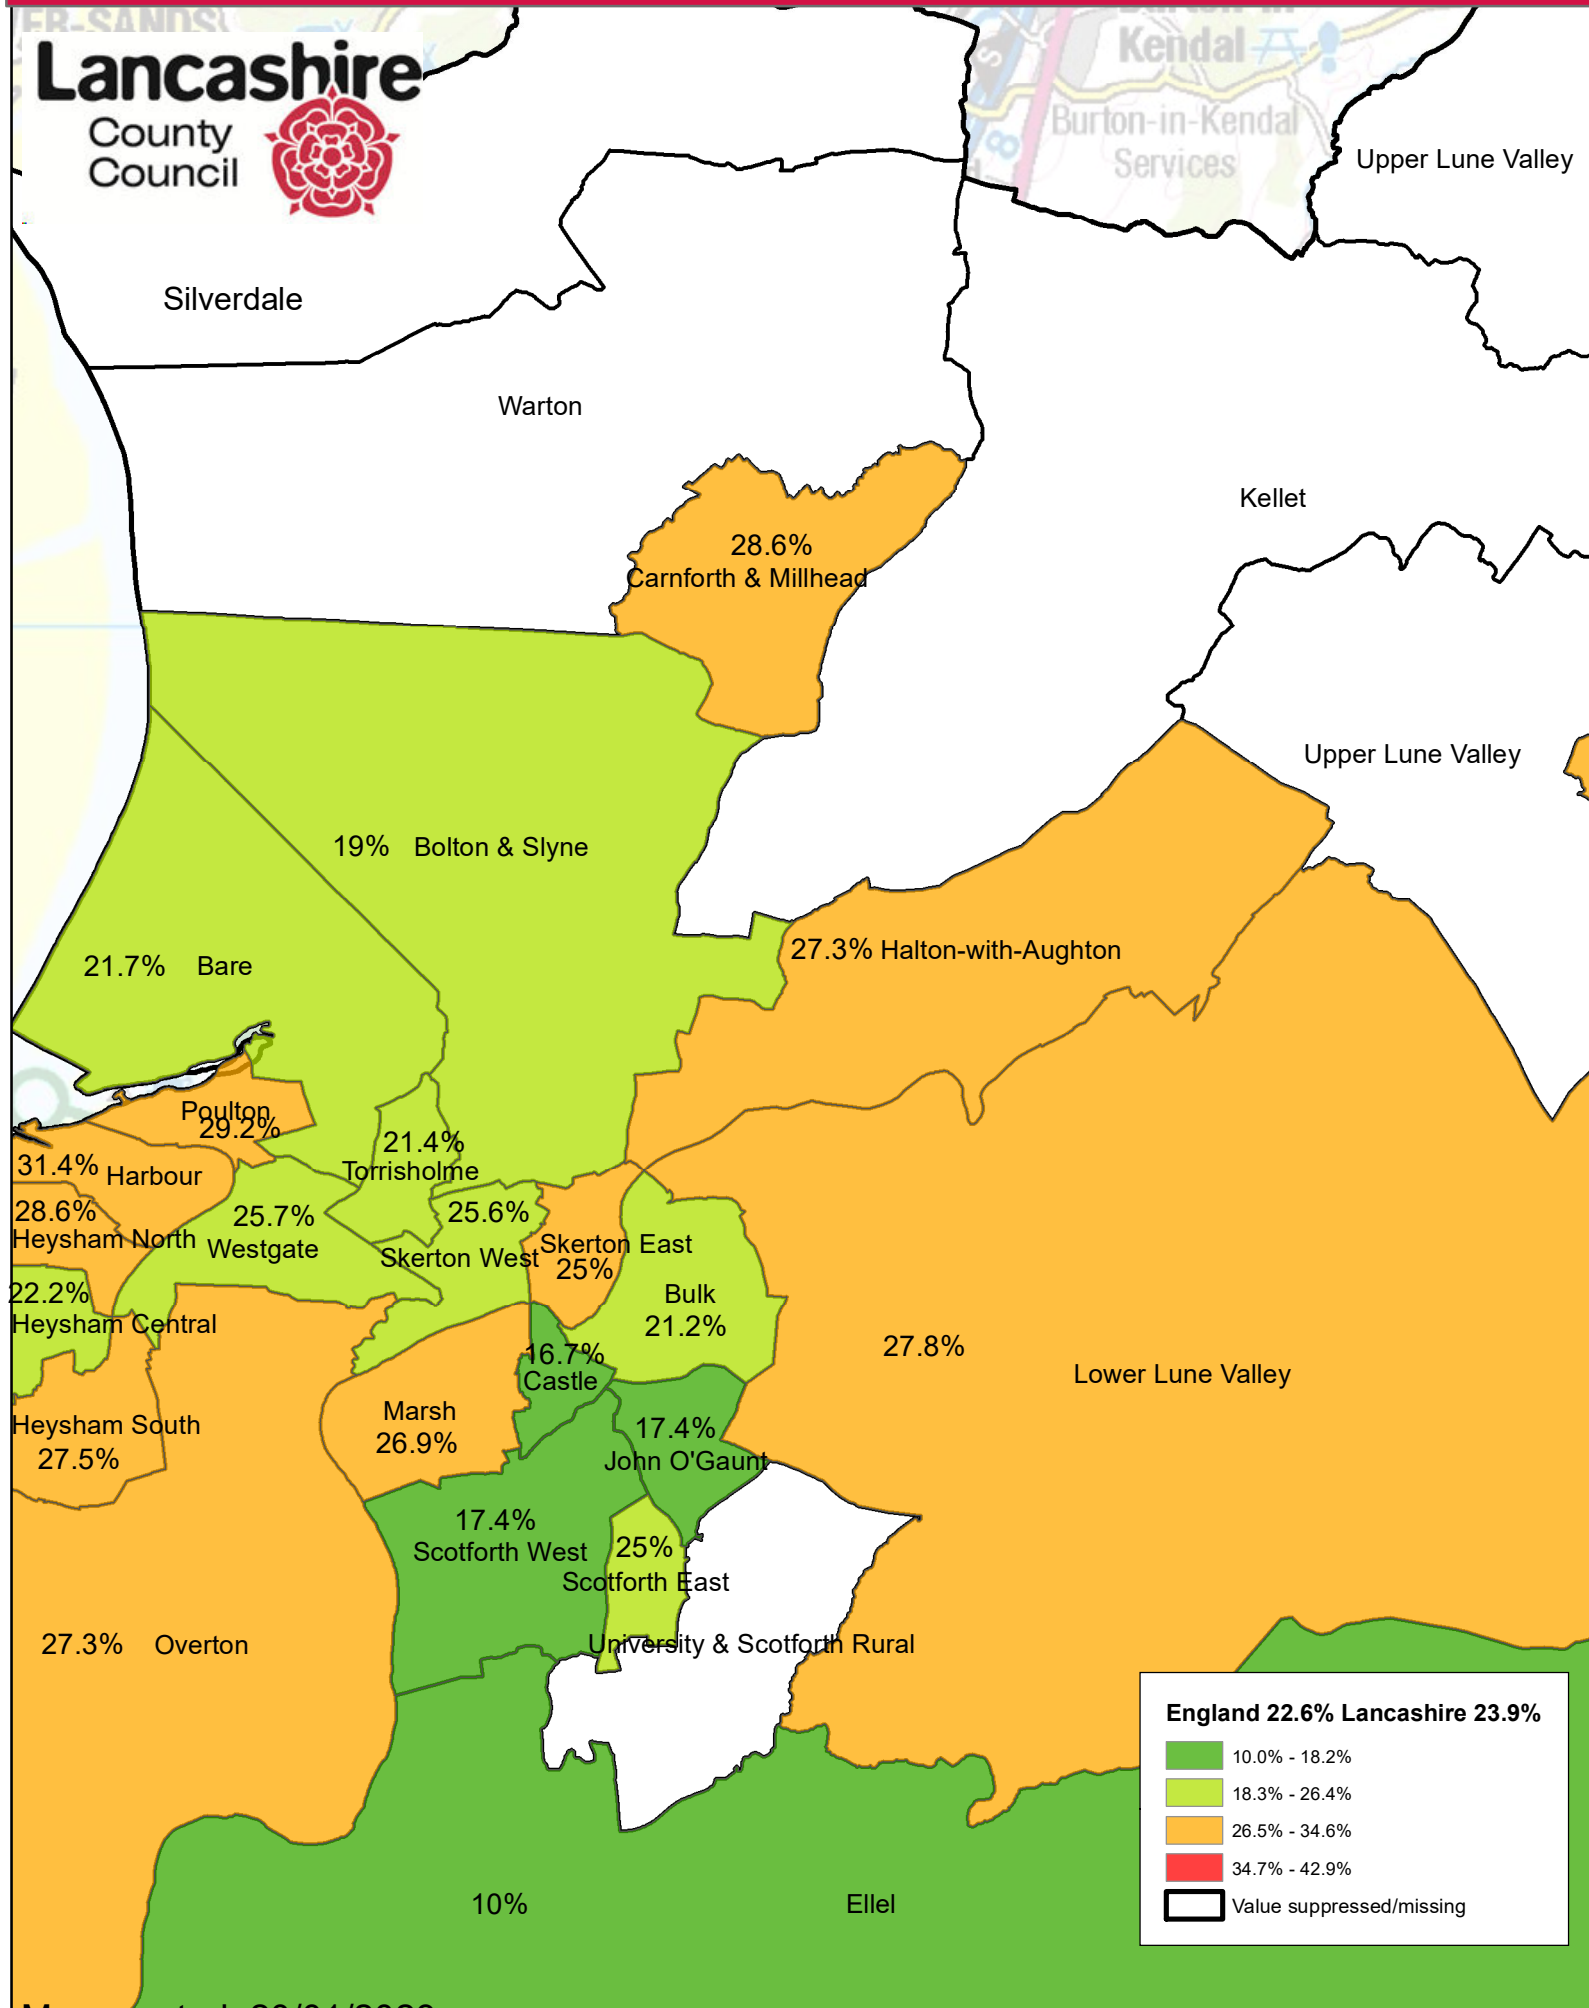 Lancashire
County
Council
Kendal
Burton-in-Kendal
Services
Upper Lune Valley
Silverdale
Warton
Kellet
28.6%
Carnforth & Millhead
Upper Lune Valley
19% Bolton & Slyne
27.3% Halton-with-Aughton
21.7% Bare
Poulton
29.2%
21.4%
Torrisholme
31.4% Harbour
28.6%
Heysham North
25.7%
Westgate
25.6%
Skerton West
Skerton East
25%
22.2%
Heysham Central
Bulk
21.2%
27.8%
Lower Lune Valley
16.7%
Castle
Marsh
26.9%
Heysham South
27.5%
17.4%
John O'Gaunt
17.4%
Scotforth West
25%
Scotforth East
27.3% Overton
University & Scotforth Rural
England 22.6% Lancashire 23.9%
10.0% - 18.2%
18.3% - 26.4%
26.5% - 34.6%
34.7% - 42.9%
Value suppressed/missing
10% Ellel